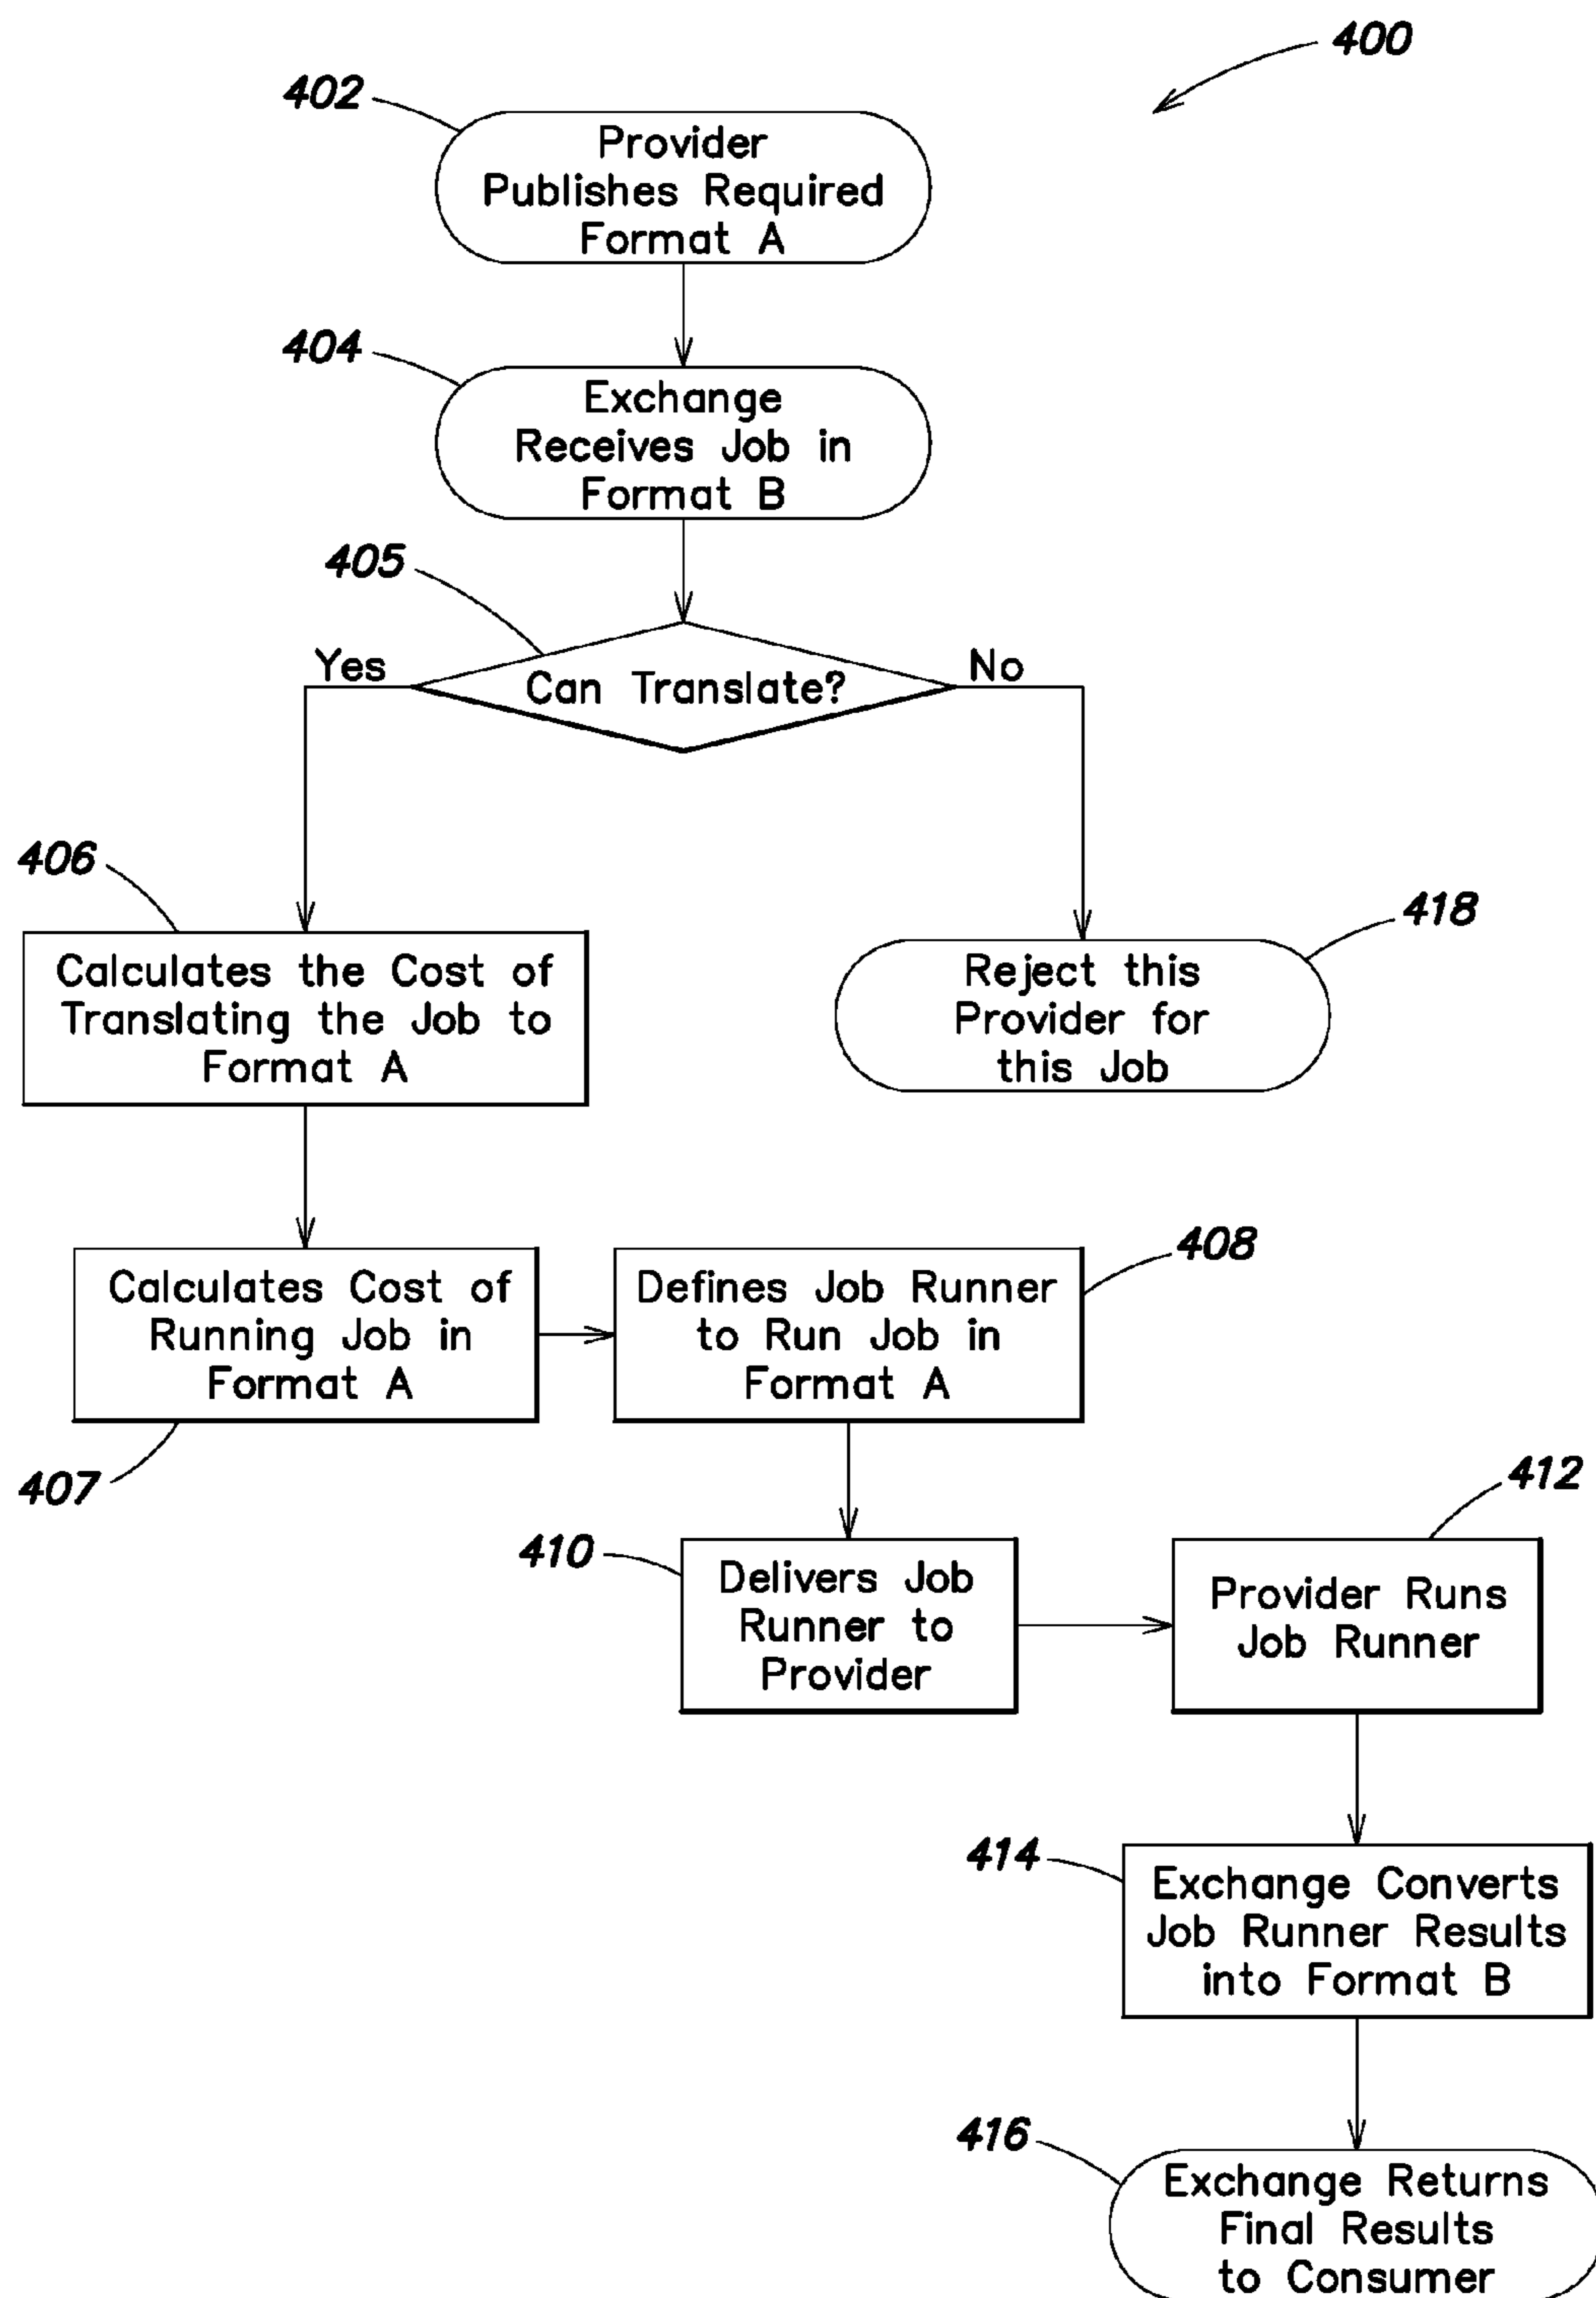 400
402
Provider
Publishes Required
Format A
404
Exchange
Receives Job in
Format B
405
Yes
Can Translate?
No
406
Calculates the Cost of
Translating the Job to
Format A
418
Reject this
Provider for
this Job
Calculates Cost of
Running Job in
Format A
407
408
Defines Job Runner
to Run Job in
Format A
410
Delivers Job
Runner to
Provider
412
Provider Runs
Job Runner
414
Exchange Converts
Job Runner Results
into Format B
416
Exchange Returns
Final Results
to Consumer